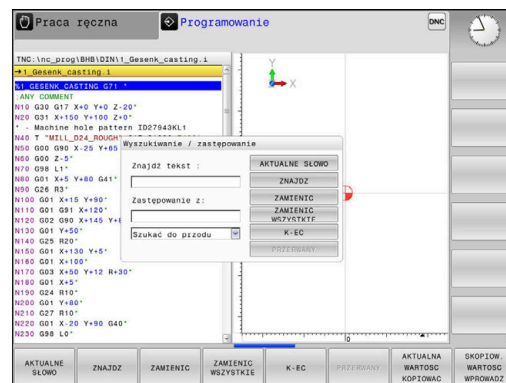 Praca ręczna
Programowanie
DNC
TNC:\nc_prog\BHB\DIN\1_Gesenk_casting.i
→1_Gesenk_casting.i
%1_GESENK_CASTING G71 *
;ANY COMMENT
N10 G30 G17 X+0 Y+0 Z-20*
N20 G31 X+150 Y+100 Z+0*
* - Machine hole pattern ID27943KL1
N40 T "MILL_D24_ROUGH"
N50 G00 G90 X-25 Y+65
N60 G00 Z-5*
N70 G98 L1*
N80 G01 X+5 Y+80 G41*
N90 G26 R3*
N100 G01 X+15 Y+90*
N110 G01 G91 X+120*
N120 G02 G90 X+145
N130 G01 Y+50*
N140 G25 R20*
N150 G01 X+130 Y+5*
N160 G01 X+100*
N170 G03 X+50 Y+12 R+30*
N180 G01 X+5*
N190 G24 R10*
N200 G01 Y+80*
N210 G27 R10*
N220 G01 X-20 Y+90 G40*
N230 G98 L0*
Y
X
0
Wyszukiwanie / zastępowanie
Znajdź tekst :
Zastępowanie z:
Szukać do przodu
AKTUALNE SŁOWO
ZNAJDZ
ZAMIENIC
ZAMIENIC
WSZYSTKIE
K-EC
PRZERWANY
AKTUALNE
SŁOWO
ZNAJDZ
ZAMIENIC
ZAMIENIC
WSZYSTKIE
K-EC
PRZERWANY
AKTUALNA
WARTOSC
KOPIOWAC
SKOPIOW.
WARTOSC
WPROWADZ